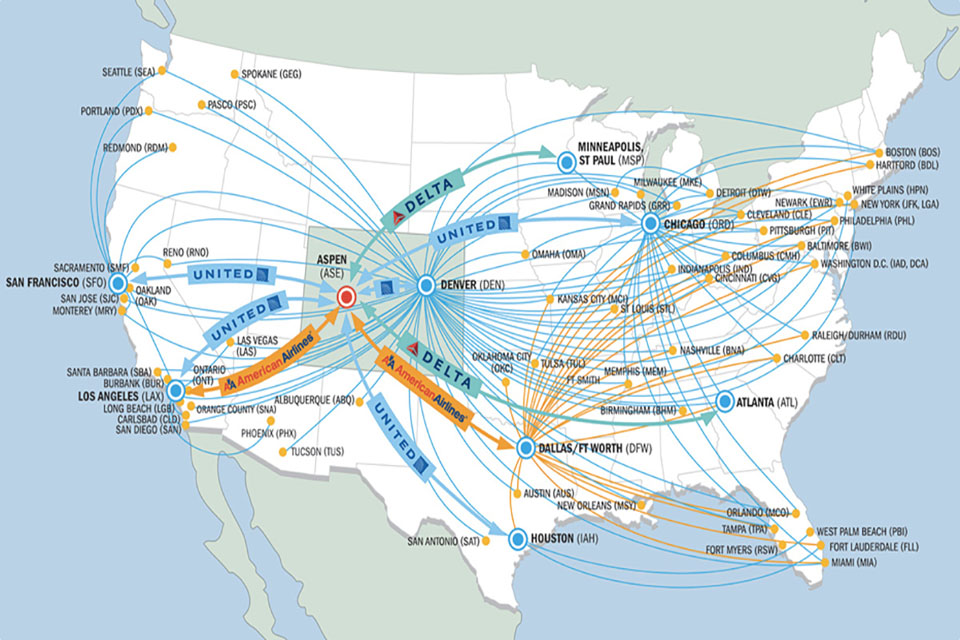 SEATTLE (SEA)
SPOKANE (GEG)
PORTLAND (PDX)
PASCO (PSC)
REDMOND (RDM)
MINNEAPOLIS,
ST PAUL (MSP)
DELTA
BOSTON (BOS)
HARTFORD (BDL)
MILWAUKEE (MKE)
MADISON (MSN)
DETROIT (DTW)
WHITE PLAINS (HPN)
GRAND RAPIDS (GRR)
NEWARK (EWR)
NEW YORK (JFK, LGA)
CLEVELAND (CLE)
PHILADELPHIA (PHL)
UNITED
CHICAGO (ORD)
PITTSBURGH (PIT)
BALTIMORE (BWI)
RENO (RNO)
OMAHA (OMA)
COLUMBUS (CMH)
ASPEN
(ASE)
SACRAMENTO (SMF)
UNITED
INDIANAPOLIS (IND)
WASHINGTON D.C. (IAD, DCA)
SAN FRANCISCO (SFO)
OAKLAND
(OAK)
DENVER (DEN)
CINCINNATI (CVG)
SAN JOSE (SJC)
MONTEREY (MRY)
UNITED
KANSAS CITY (MCI)
ST LOUIS (STL)
LAS VEGAS
(LAS)
RALEIGH/DURHAM (RDU)
NASHVILLE (BNA)
CHARLOTTE (CLT)
OKLAHOMA CITY
(OKC)
TULSA (TUL)
MEMPHIS (MEM)
FT SMITH
SANTA BARBARA (SBA)
BURBANK (BUR)
ONTARIO
(ONT)
AmericanAirlines
AmericanAirlines
DELTA
LOS ANGELES (LAX)
LONG BEACH (LGB)
CARLSBAD (CLD)
SAN DIEGO (SAN)
ORANGE COUNTY (SNA)
ALBUQUERQUE (ABQ)
BIRMINGHAM (BHM)
ATLANTA (ATL)
PHOENIX (PHX)
TUCSON (TUS)
UNITED
DALLAS/FT WORTH (DFW)
AUSTIN (AUS)
NEW ORLEANS (MSY)
SAN ANTONIO (SAT)
HOUSTON (IAH)
ORLANDO (MCO)
TAMPA (TPA)
WEST PALM BEACH (PBI)
FORT MYERS (RSW)
FORT LAUDERDALE (FLL)
MIAMI (MIA)